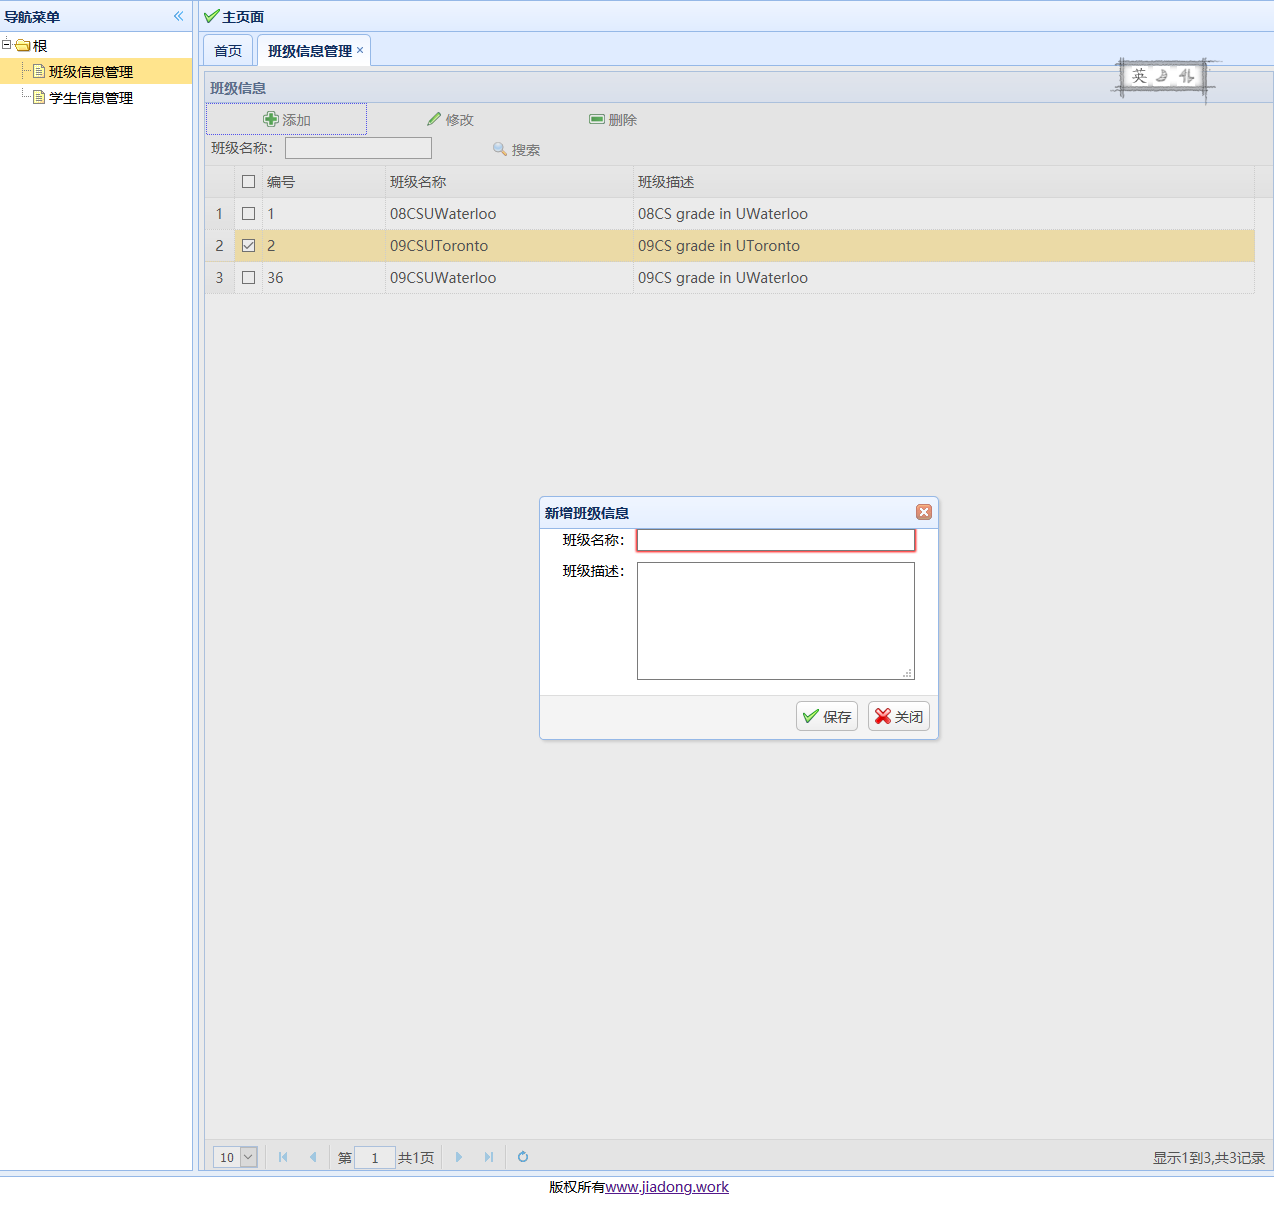 导航菜单
根
班级信息管理
学生信息管理
主页面
首页 班级信息管理
班级信息
添加 修改 删除
班级名称： 搜索
编号 班级名称 班级描述
1 1 08CSUWaterloo 08CS grade in UWaterloo
2 2 09CSUToronto 09CS grade in UToronto
3 36 09CSUWaterloo 09CS grade in UWaterloo
英
新增班级信息
班级名称：
班级描述：
保存 关闭
10 第 1 共1页 显示1到3,共3记录
版权所有www.jiadong.work